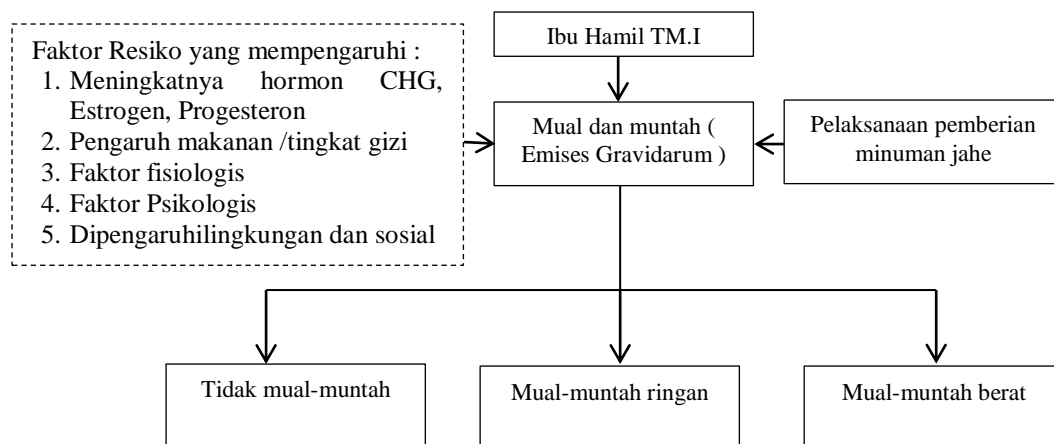 Faktor Resiko yang mempengaruhi :
1. Meningkatnya hormon CHG,
Estrogen, Progesteron
2. Pengaruh makanan /tingkat gizi
3. Faktor fisiologis
4. Faktor Psikologis
5. Dipengaruhilingkungan dan sosial
Ibu Hamil TM.I
Mual dan muntah (
Emises Gravidarum )
Pelaksanaan pemberian
minuman jahe
Tidak mual-muntah
Mual-muntah ringan
Mual-muntah berat